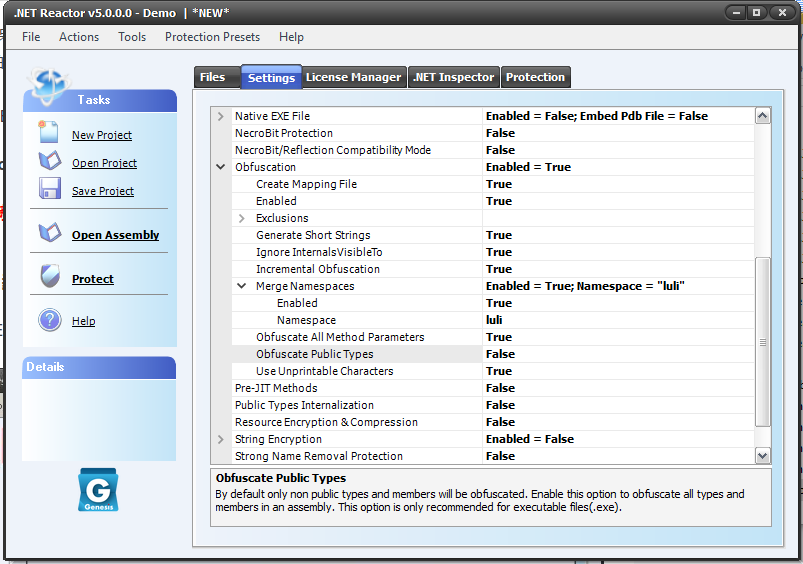 .NET Reactor v5.0.0.0 - Demo | *NEW*
File Actions Tools Protection Presets Help
Tasks
New Project
Open Project
Save Project
Open Assembly
Protect
Help
Details
G
Genesis
Files Settings License Manager .NET Inspector Protection
Native EXE File Enabled = False; Embed Pdb File = False
NecroBit Protection False
NecroBit/Reflection Compatibility Mode False
Obfuscation Enabled = True
Create Mapping File True
Enabled True
Exclusions
Generate Short Strings True
Ignore InternalsVisibleTo True
Incremental Obfuscation True
Merge Namespaces Enabled = True; Namespace = "luli"
Enabled True
Namespace luli
Obfuscate All Method Parameters True
Obfuscate Public Types False
Use Unprintable Characters True
Pre-JIT Methods False
Public Types Internalization False
Resource Encryption & Compression False
String Encryption Enabled = False
Strong Name Removal Protection False
Obfuscate Public Types
By default only non public types and members will be obfuscated. Enable this option to obfuscate all types and
members in an assembly. This option is only recommended for executable files(.exe).